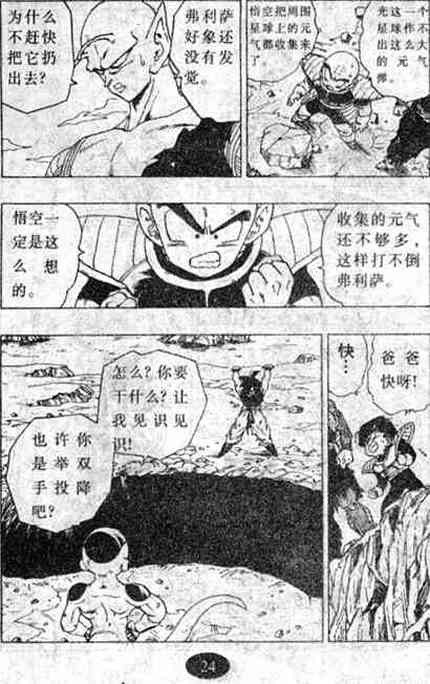 为什么
不赶快
把它扔
出去?
弗利萨
好象还
没有发
觉。
悟空把周围
星球上的元
气都收集来
了
光这一个
星球作不
出这么大
的元气
弹。
悟空一
定是这
么想
的。
收集的元气
还不够多,
这样打不倒
弗利萨。
怎么?你要
干什么?让
我见识见
识!
也许你
是举双
手投降
吧?
快…
爸爸
快呀!
24